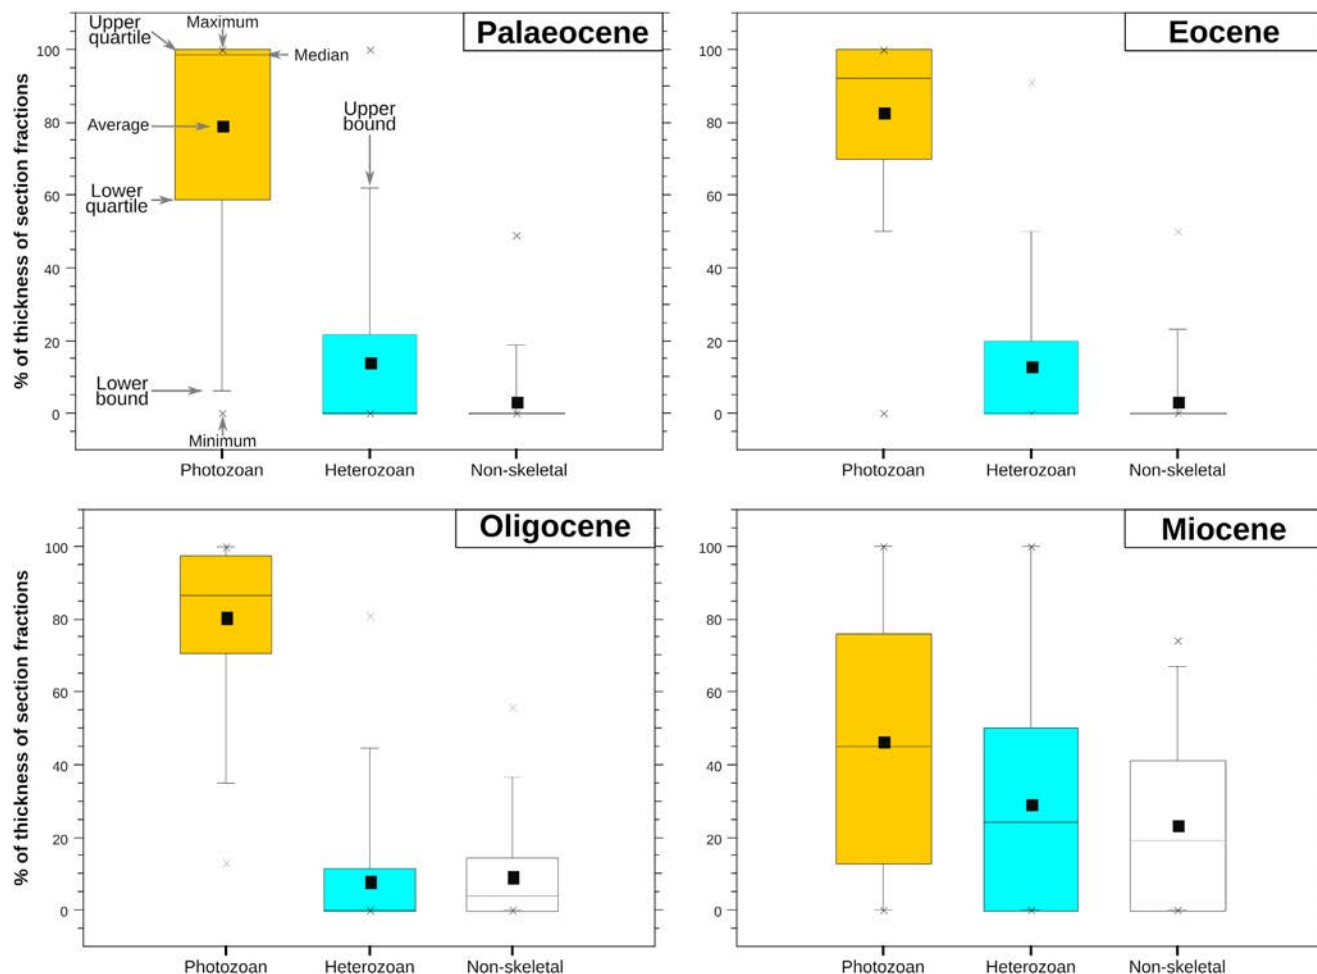 Palaeocene
% of thickness of section fractions
100
80
60
40
20
0
Upper
quartile
Maximum
Median
Average
Upper
bound
Lower
quartile
Lower
bound
Minimum
Photozoan
Heterozoan
Non-skeletal
Eocene
100
80
60
40
20
0
Photozoan
Heterozoan
Non-skeletal
Oligocene
% of thickness of section fractions
100
80
60
40
20
0
Photozoan
Heterozoan
Non-skeletal
Miocene
100
80
60
40
20
0
Photozoan
Heterozoan
Non-skeletal